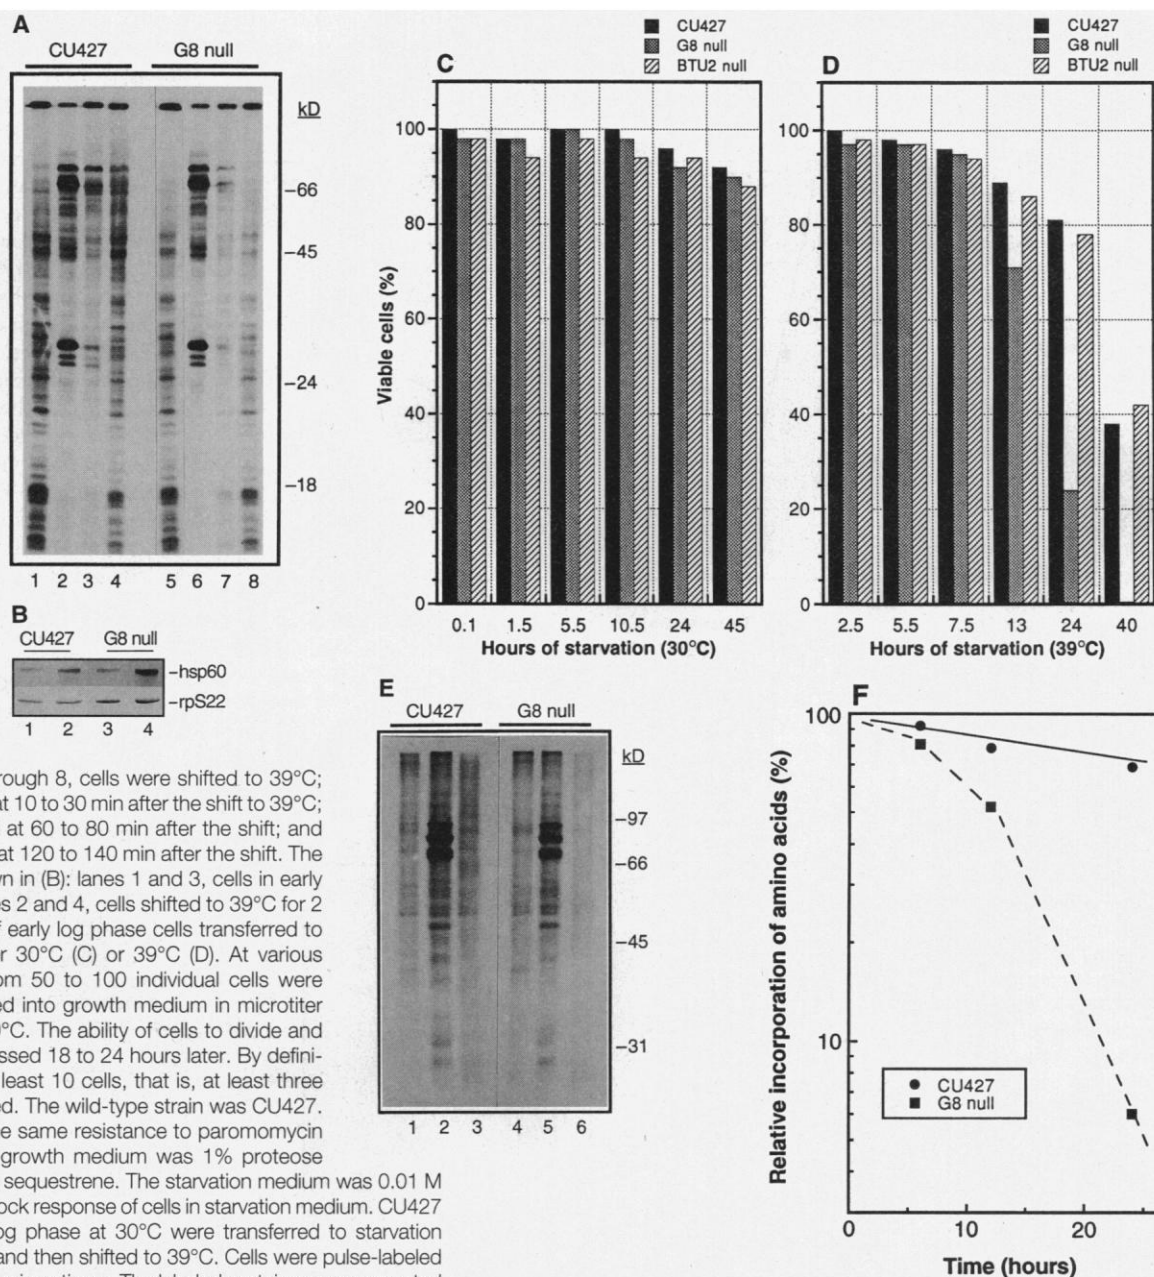 A
CU427 G8 null
kD
–66
–45
–24
–18
1 2 3 4 5 6 7 8
B
CU427 G8 null
–hsp60
–rpS22
1 2 3 4
CU427
G8 null
BTU2 null
C
Viable cells (%)
100
80
60
40
20
0
0.1 1.5 5.5 10.5 24 45
Hours of starvation (30°C)
CU427
G8 null
BTU2 null
D
100
80
60
40
20
0
2.5 5.5 7.5 13 24 40
Hours of starvation (39°C)
E
CU427 G8 null
kD
–97
–66
–45
–31
1 2 3 4 5 6
F
Relative incorporation of amino acids (%)
100
10
CU427
G8 null
0 10 20
Time (hours)
rough 8, cells were shifted to 39°C;
at 10 to 30 min after the shift to 39°C;
at 60 to 80 min after the shift; and
at 120 to 140 min after the shift. The
wn in (B): lanes 1 and 3, cells in early
es 2 and 4, cells shifted to 39°C for 2
of early log phase cells transferred to
or 30°C (C) or 39°C (D). At various
om 50 to 100 individual cells were
ed into growth medium in microtiter
0°C. The ability of cells to divide and
ssed 18 to 24 hours later. By defini-
least 10 cells, that is, at least three
ed. The wild-type strain was CU427.
e same resistance to paromomycin
growth medium was 1% proteose
sequestrene. The starvation medium was 0.01 M
ock response of cells in starvation medium. CU427
og phase at 30°C were transferred to starvation
and then shifted to 39°C. Cells were pulse-labeled